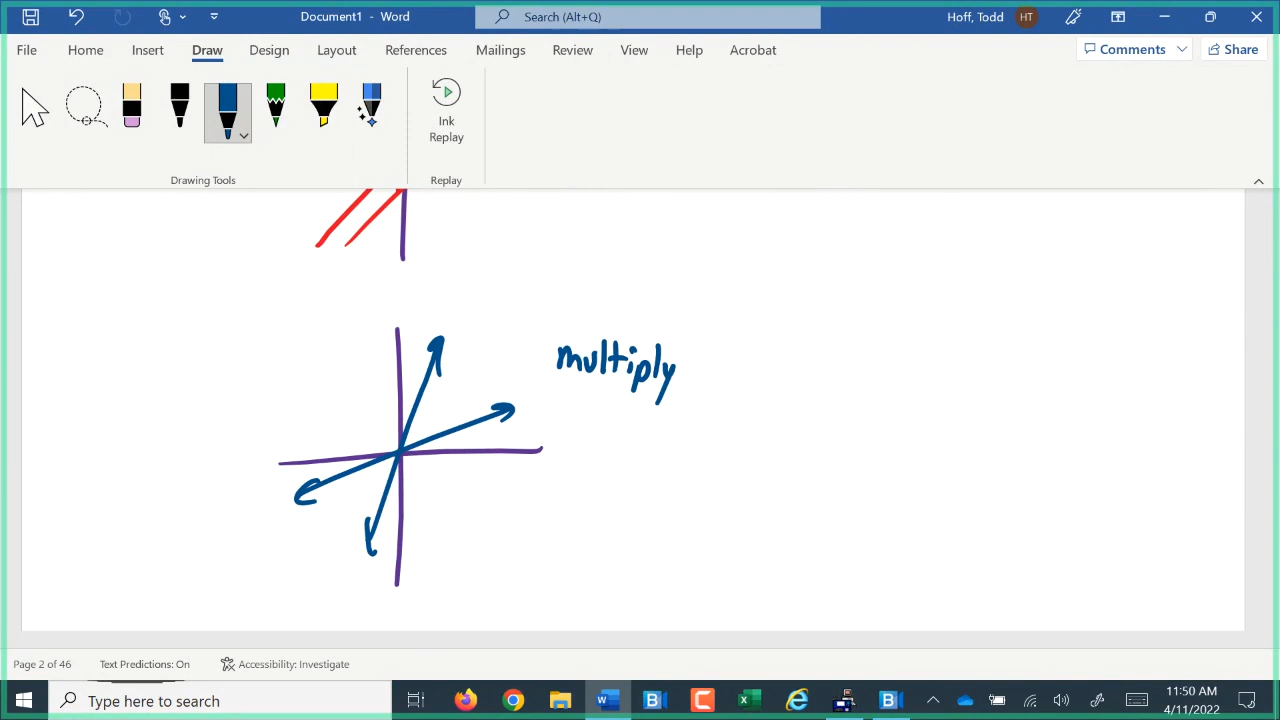 Document1 - Word
Search (Alt+Q)
Hoff, Todd
HT
File Home Insert Draw Design Layout References Mailings Review View Help Acrobat
Comments
Share
Ink
Replay
Drawing Tools
Replay
multiply
Page 2 of 46
Text Predictions: On
Accessibility: Investigate
Type here to search
11:50 AM
4/11/2022